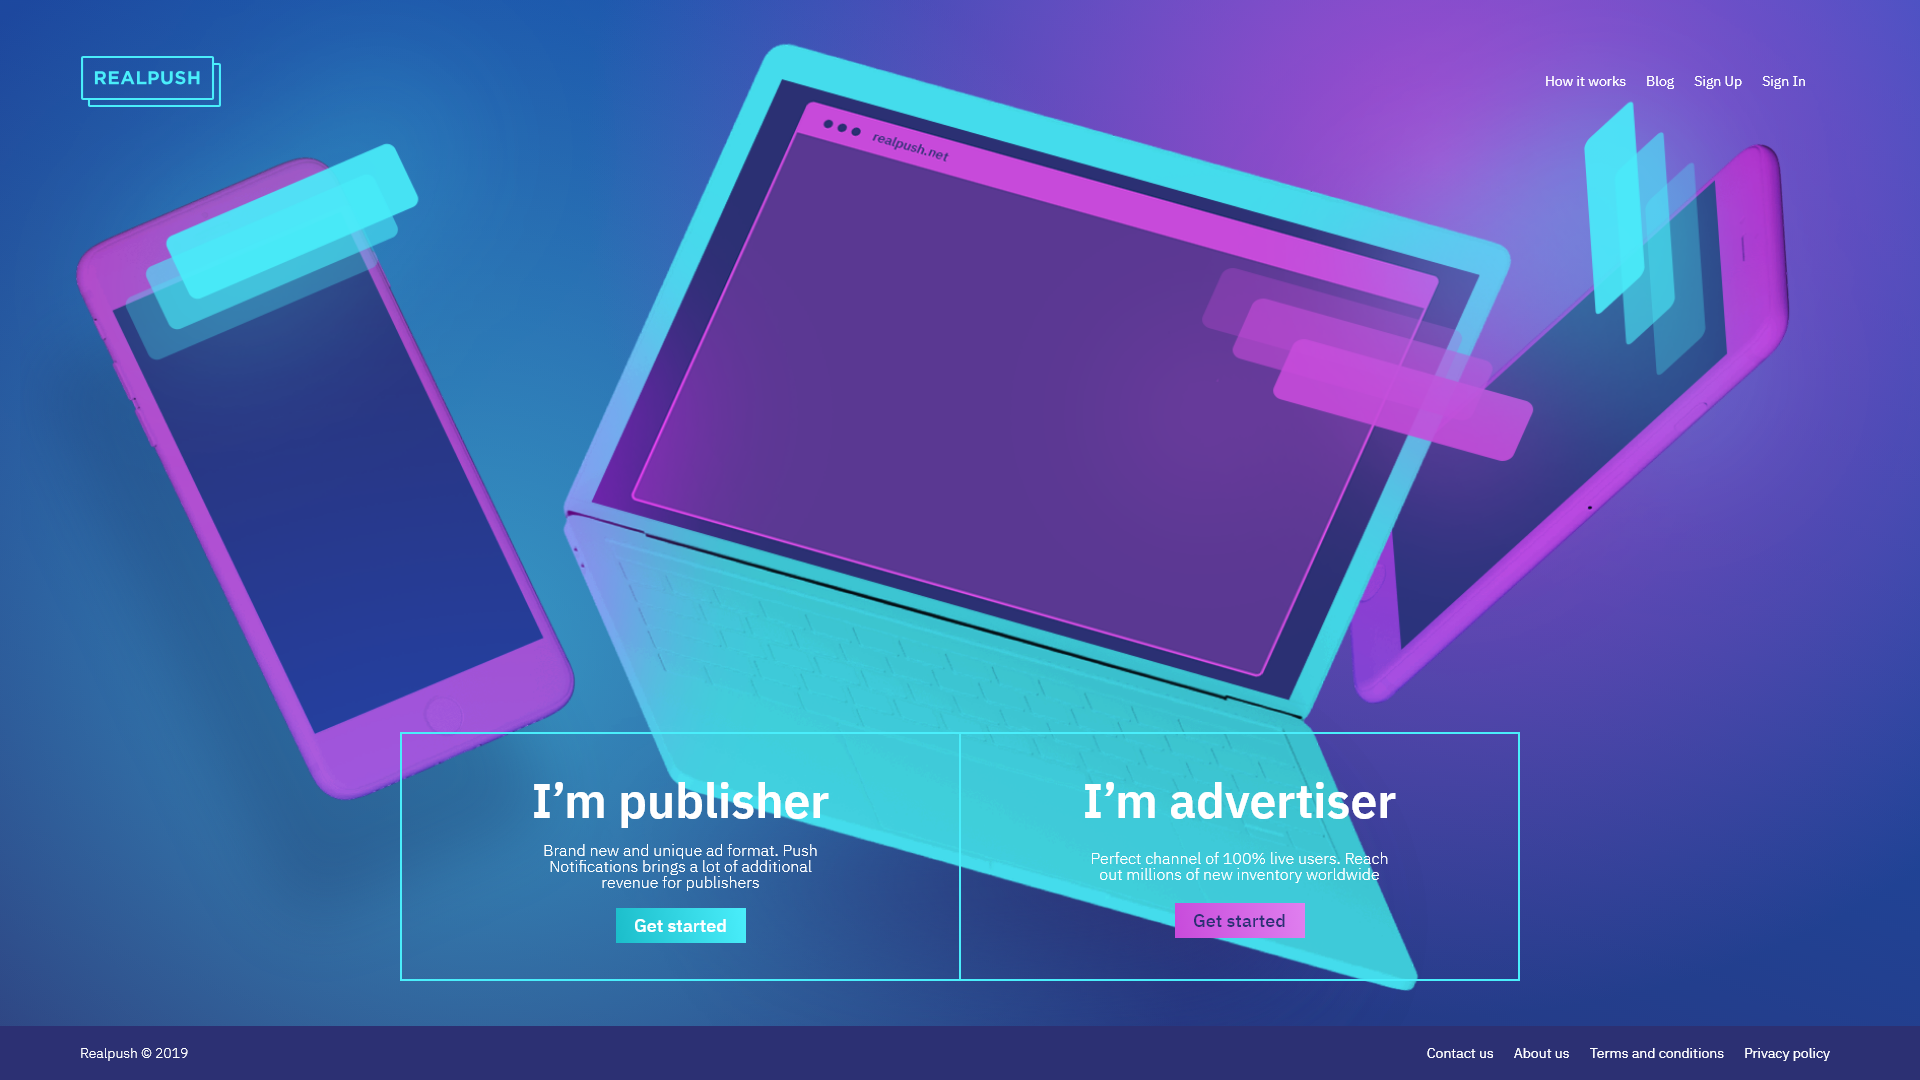 REALPUSH
How it works
Blog
Sign Up
Sign In
realpush.net
I’m publisher
Brand new and unique ad format. Push
Notifications brings a lot of additional
revenue for publishers
Get started
I’m advertiser
Perfect channel of 100% live users. Reach
out millions of new inventory worldwide
Get started
Realpush © 2019
Contact us
About us
Terms and conditions
Privacy policy